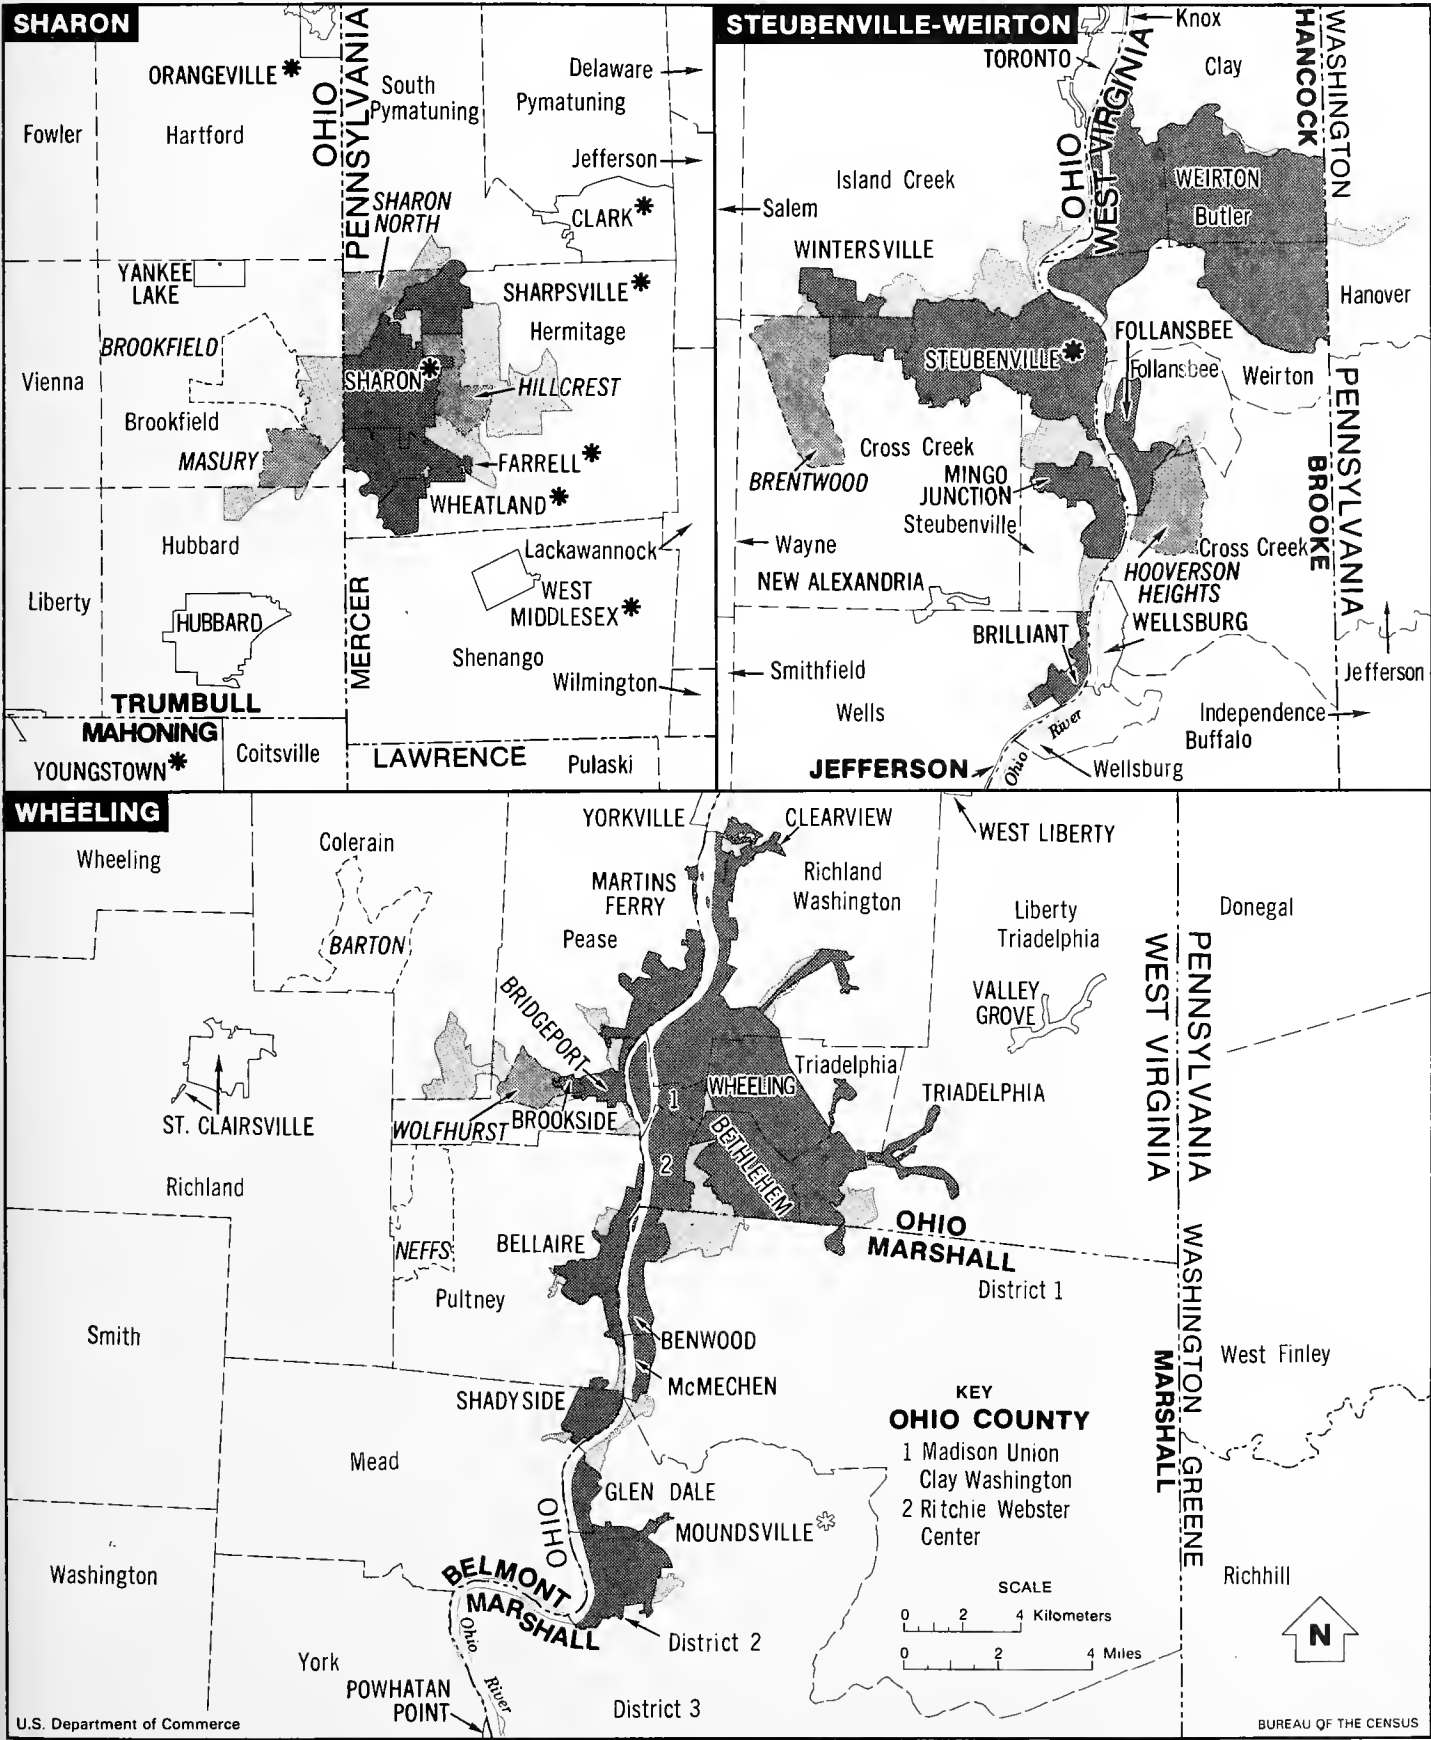 SHARON
ORANGEVILLE *
OHIO
PENNSYLVANIA
South
Pymatuning
Delaware
Pymatuning
Fowler
Hartford
Jefferson
SHARON
NORTH
CLARK *
YANKEE
LAKE
SHARPSVILLE *
Hermitage
BROOKFIELD
Vienna
SHARON *
HILLCREST
Brookfield
MASURY
FARRELL *
WHEATLAND *
Hubbard
Lackawannock
Liberty
WEST
MIDDLESEX *
HUBBARD
MERCER
Shenango
Wilmington
TRUMBULL
MAHONING
YOUNGSTOWN *
Coitsville
LAWRENCE
Pulaski
STEUBENVILLE-WEIRTON
Knox
TORONTO
Clay
HANCOCK
WASHINGTON
OHIO
WEST VIRGINIA
Island Creek
WEIRTON
Butler
Salem
WINTERSVILLE
Hanover
FOLLANSBEE
STEUBENVILLE *
Follansbee
Weirton
PENNSYLVANIA
Cross Creek
BRENTWOOD
MINGO
JUNCTION
Steubenville
BROOKE
Wayne
Cross Creek
NEW ALEXANDRIA
HOOVERSON
HEIGHTS
BRILLIANT
WELLSBURG
Smithfield
Jefferson
Wells
Ohio River
Independence
Buffalo
JEFFERSON
Wellsburg
WHEELING
Wheeling
Colerain
YORKVILLE
CLEARVIEW
WEST LIBERTY
MARTINS
FERRY
Richland
Washington
Liberty
Triadelphia
Donegal
BARTON
Pease
WEST VIRGINIA
PENNSYLVANIA
BRIDGEPORT
VALLEY
GROVE
Triadelphia
WHEELING
TRIADELPHIA
1
ST. CLAIRSVILLE
WOLFHURST
BROOKSIDE
BETHLEHEM
2
Richland
OHIO
MARSHALL
WASHINGTON
NEFFS
BELLAIRE
District 1
Pultney
Smith
BENWOOD
West Finley
McMECHEN
MARSHALL
SHADYSIDE
KEY
OHIO COUNTY
1 Madison Union
Clay Washington
2 Ritchie Webster
Center
Mead
GREENE
GLEN DALE
OHIO
MOUNDSVILLE *
Washington
BELMONT
MARSHALL
Richhill
SCALE
0 2 4 Kilometers
0 2 4 Miles
N
District 2
Ohio River
York
POWHATAN
POINT
District 3
U.S. Department of Commerce
BUREAU OF THE CENSUS